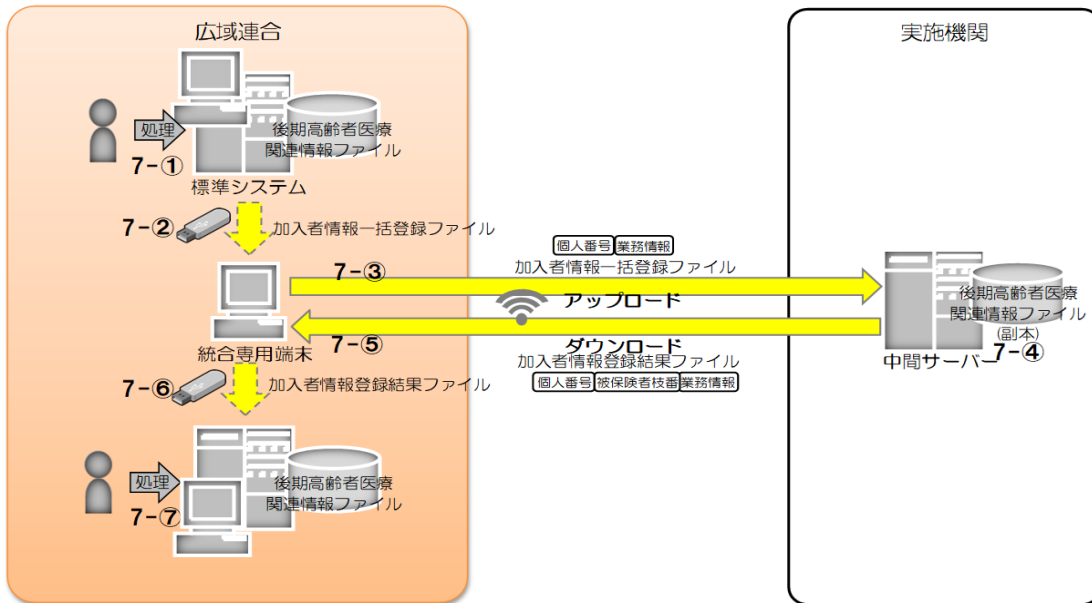 広域連合
実施機関
処理
7-①
後期高齢者医療
関連情報ファイル
標準システム
7-②
加入者情報一括登録ファイル
個人番号 業務情報
加入者情報一括登録ファイル
7-③
アップロード
後期高齢者医療
関連情報ファイル
(副本)
7-④
中間サーバー
統合専用端末
7-⑤
ダウンロード
加入者情報登録結果ファイル
個人番号 被保険者枝番 業務情報
7-⑥
加入者情報登録結果ファイル
処理
7-⑦
後期高齢者医療
関連情報ファイル